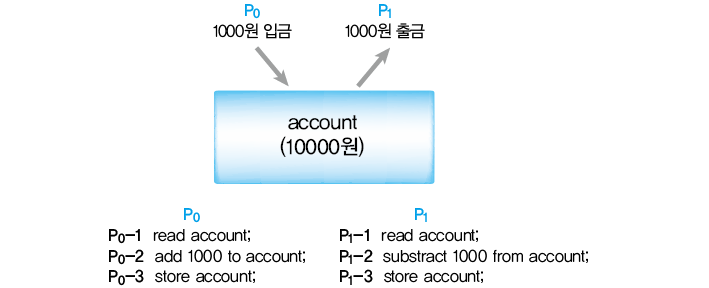 P0 P1
1000원 입금 1000원 출금
account
(10000원)
P0 P1
P0-1 read account; P1-1 read account;
P0-2 add 1000 to account; P1-2 substract 1000 from account;
P0-3 store account; P1-3 store account;